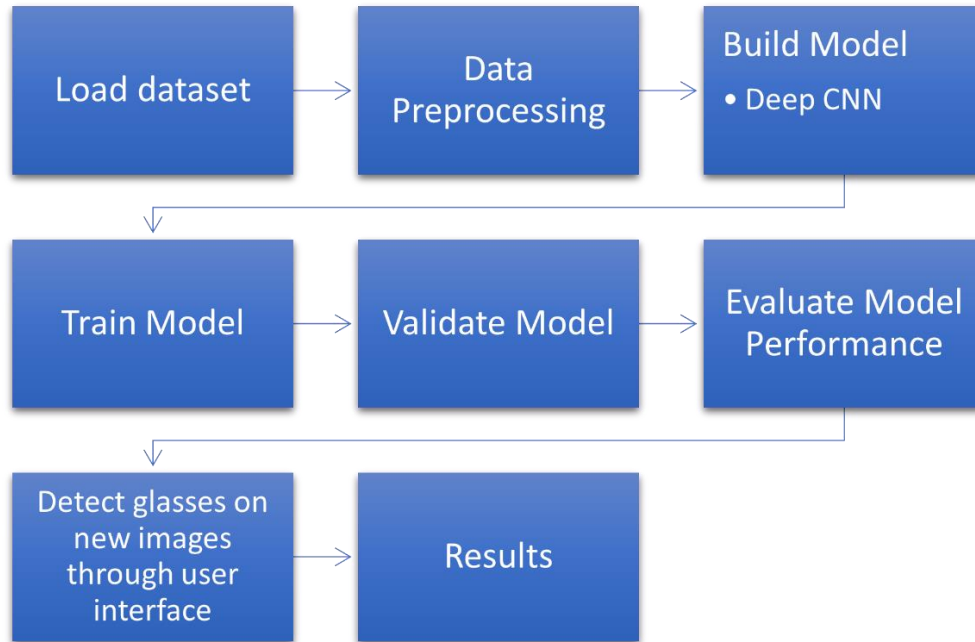 Load dataset
Data
Preprocessing
Build Model
• Deep CNN
Train Model
Validate Model
Evaluate Model
Performance
Detect glasses on
new images
through user
interface
Results